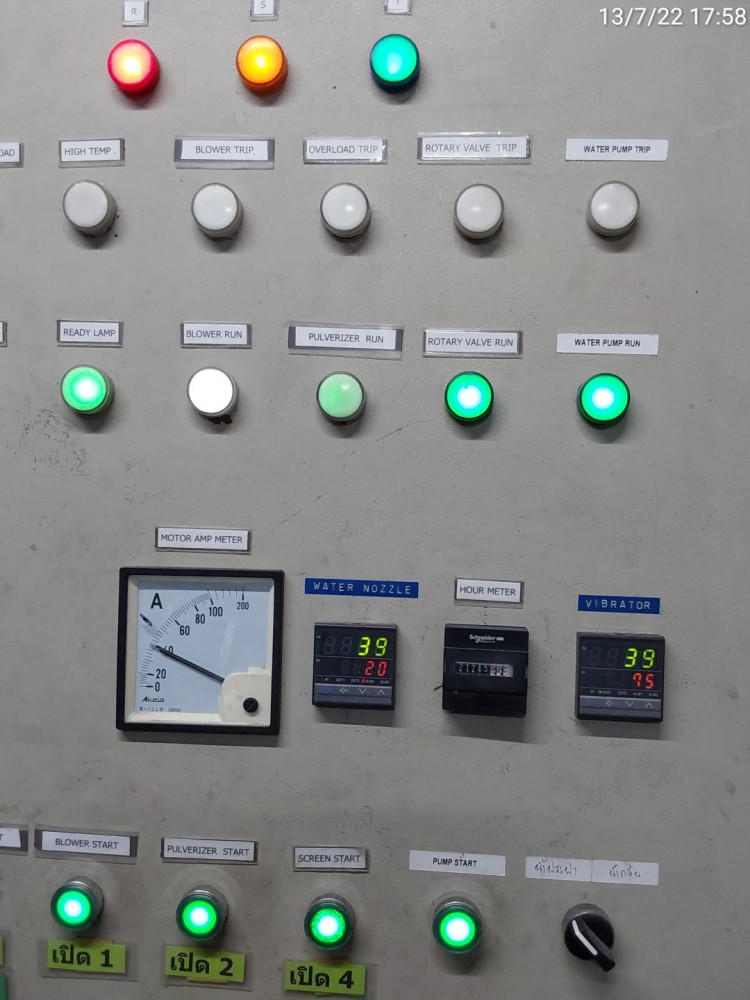 13/7/22 17:58
R
S
HIGH TEMP.
BLOWER TRIP.
OVERLOAD TRIP
ROTARY VALVE TRIP
WATER PUMP TRIP
READY LAMP
BLOWER RUN
PULVERIZER RUN
ROTARY VALVE RUN
WATER PUMP RUN
MOTOR AMP METER
WATER NOZZLE
HOUR METER
VIBRATOR
A
60
80
100
200
20
0
39
20
Schneider
39
75
BLOWER START
PULVERIZER START
SCREEN START
PUMP START
เปิด 1
เปิด 2
เปิด 4